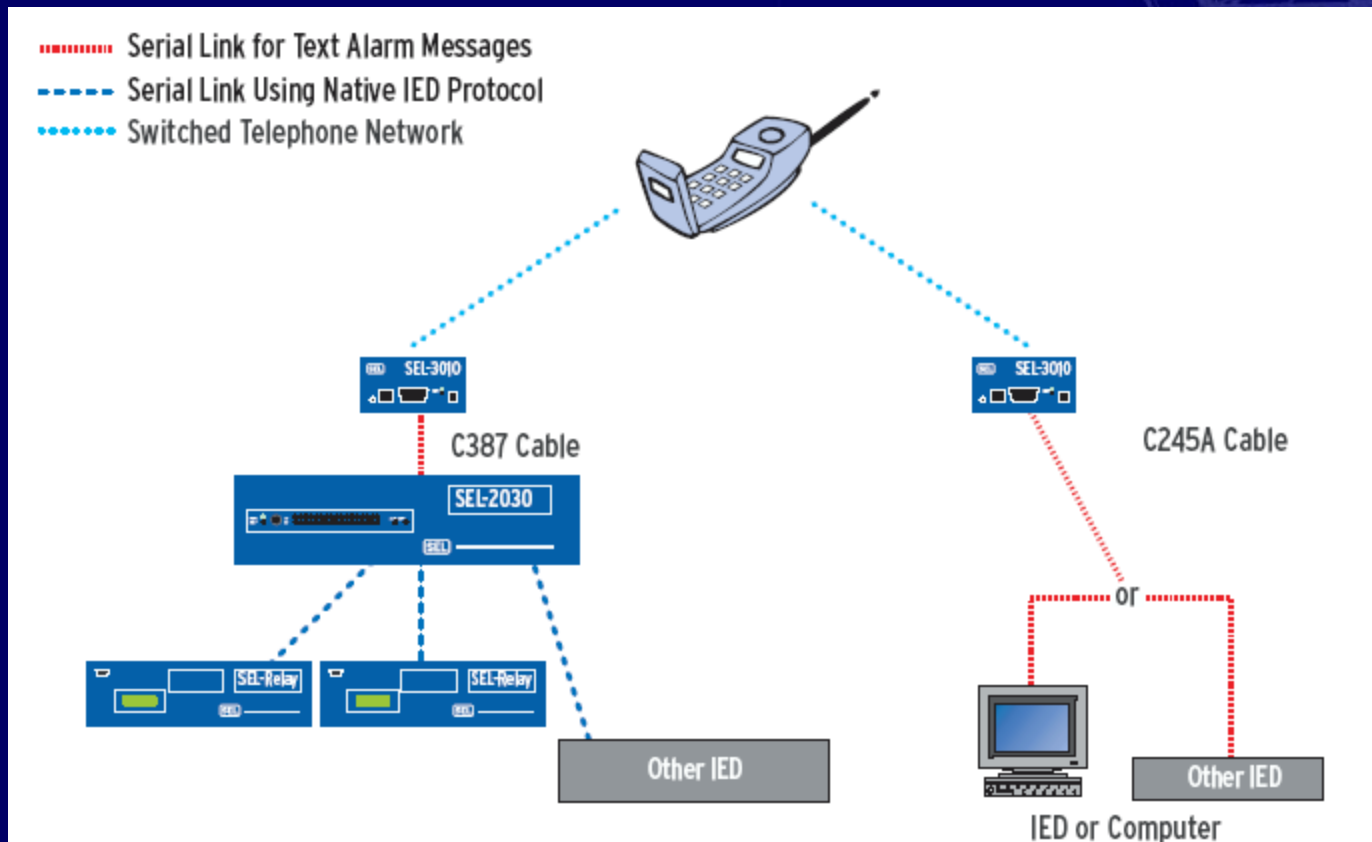 Serial Link for Text Alarm Messages
Serial Link Using Native IED Protocol
Switched Telephone Network
SEL SEL-3010
SEL SEL-3010
C387 Cable
C245A Cable
SEL-2030
SEL
or
SEL-Relay
SEL
SEL-Relay
SEL
Other IED
Other IED
IED or Computer